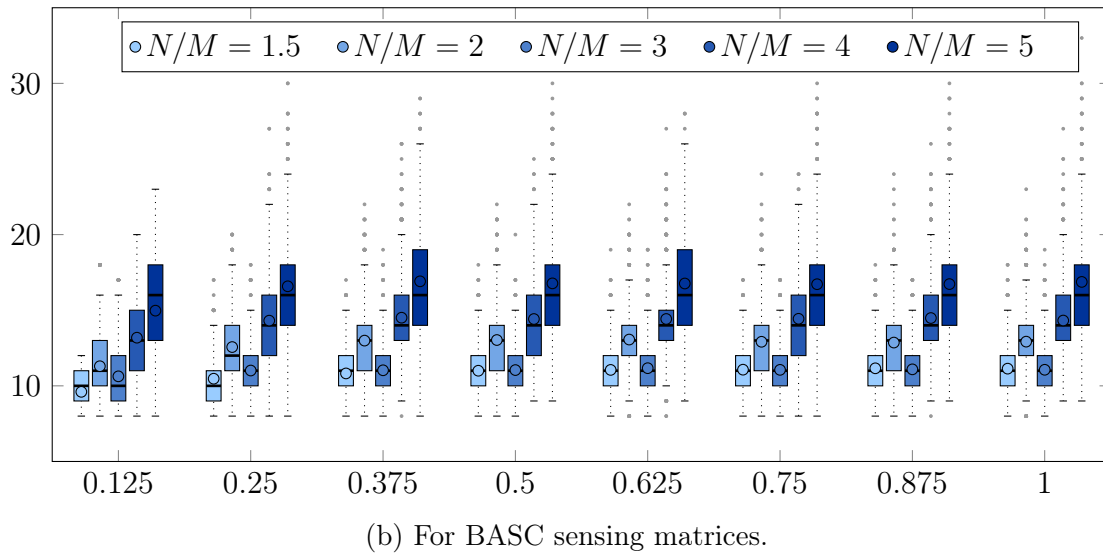 N/M = 1.5 N/M = 2 N/M = 3 N/M = 4 N/M = 5
30
20
10
0.125 0.25 0.375 0.5 0.625 0.75 0.875 1
(b) For BASC sensing matrices.